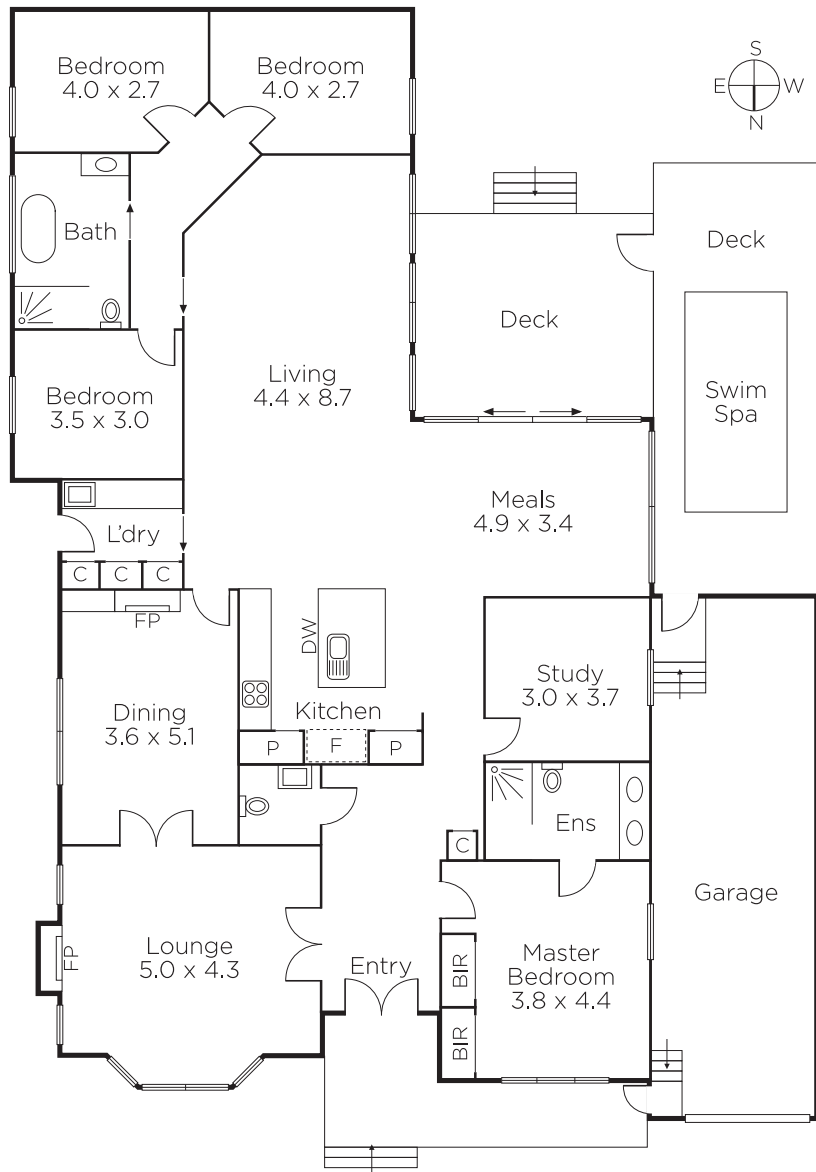 Bedroom
4.0 x 2.7
Bedroom
4.0 x 2.7
S
E
W
N
Bath
Deck
Deck
Living
4.4 x 8.7
Bedroom
3.5 x 3.0
Swim
Spa
Meals
4.9 x 3.4
L'dry
C
C
C
FP
DW
Study
3.0 x 3.7
Dining
3.6 x 5.1
Kitchen
P
F
P
Ens
C
Garage
Lounge
5.0 x 4.3
FP
Entry
BIR
Master
Bedroom
3.8 x 4.4
BIR